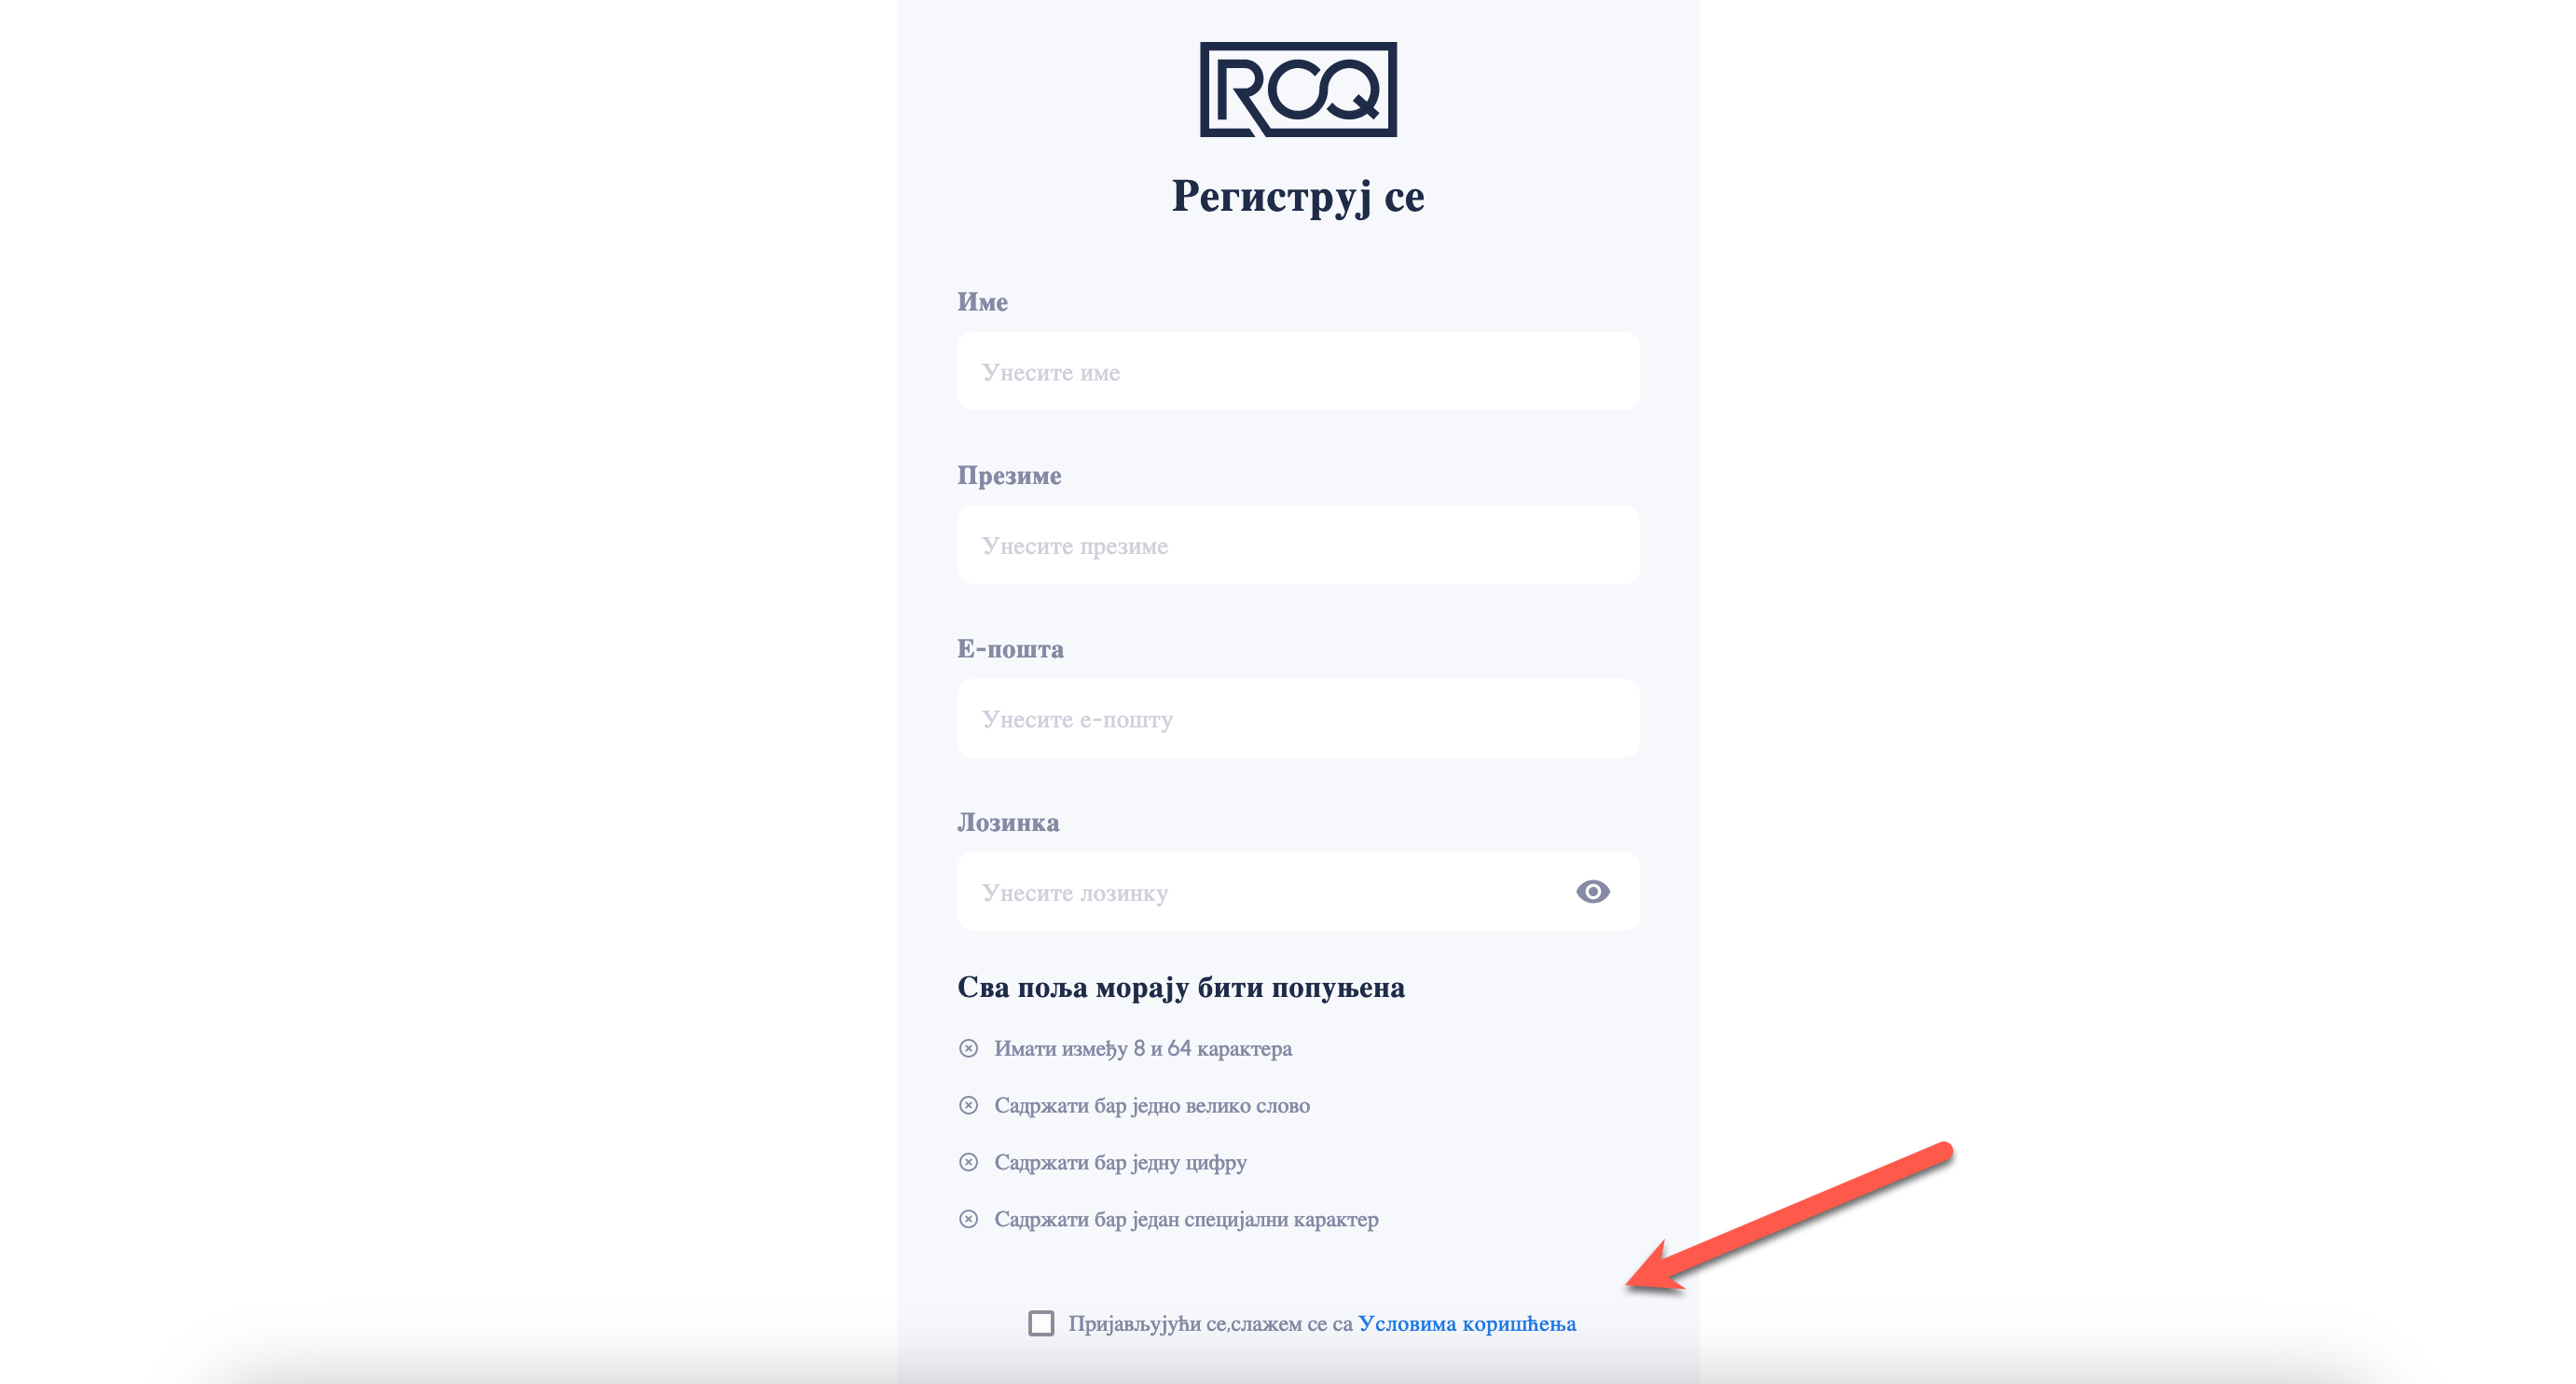 ROQ
Региструј се
Име
Унесите име
Презиме
Унесите презиме
Е-пошта
Унесите е-пошту
Лозинка
Унесите лозинку
Сва поља морају бити попуњена
Имати између 8 и 64 карактера
Садржати бар једно велико слово
Садржати бар једну цифру
Садржати бар један специјални карактер
Пријављујући се,слажем се са Условима коришћења